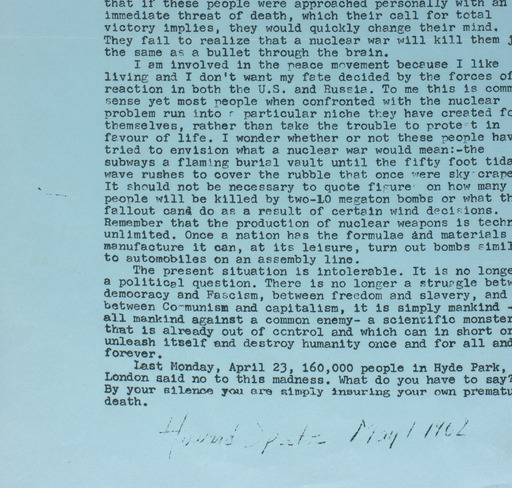 that if these people were approached personally with an
immediate threat of death, which their call for total
victory implies, they would quickly change their mind.
They fail to realize that a nuclear war will kill them j
the same as a bullet through the brain.
I am involved in the peace movement because I like
living and I don't want my fate decided by the forces of
reaction in both the U.S. and Russia. To me this is comm
sense yet most people when confronted with the nuclear
problem run into particular niche they have created fo
themselves, rather than take the trouble to prote t in
favour of life. I wonder whether or not these people hav
tried to envision what a nuclear war would mean:-the
subways a flaming burial vault until the fifty foot tida
wave rushes to cover the rubble that once were sky crape
It should not be necessary to quote figure on how many
people will be killed by two-10 megaton bombs or what th
fallout cand do as a result of certain wind decisions.
Remember that the production of nuclear weapons is techn
unlimited. Once a nation has the formulae and materials
manufacture it can, at its leisure, turn out bombs simil
to automobiles on an assembly line.
The present situation is intolerable. It is no longe
a political question. There is no longer a struggle betw
democracy and Fascism, between freedom and slavery, and
between Communism and capitalism, it is simply mankind -
all mankind against a common enemy- a scientific monster
that is already out of control and which can in short or
unleash itself and destroy humanity once and for all and
forever.
Last Monday, April 23, 160,000 people in Hyde Park,
London said no to this madness. What do you have to say?
By your silence you are simply insuring your own prematu
death.
May 1 1962